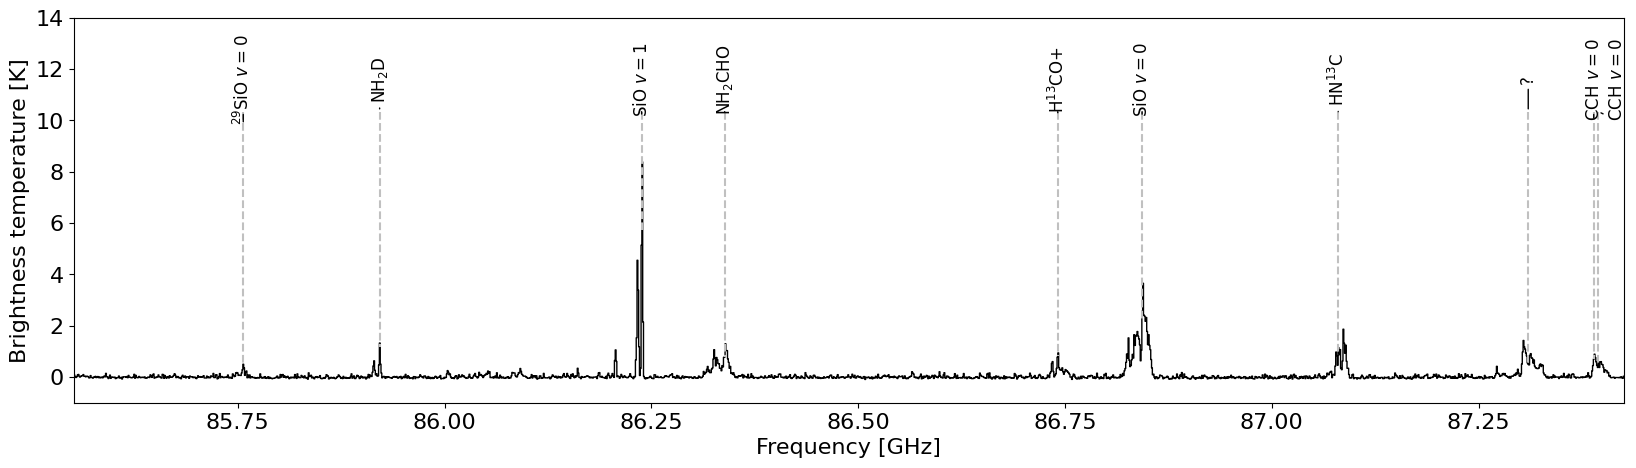 Brightness temperature [K]
14
12
10
8
6
4
2
0
²⁹SiO v = 0
NH₂D
SiO v = 1
NH₂CHO
H¹³CO+
SiO v = 0
HN¹³C
?
CCH v = 0
CCH v = 0
85.75
86.00
86.25
86.50
86.75
87.00
87.25
Frequency [GHz]